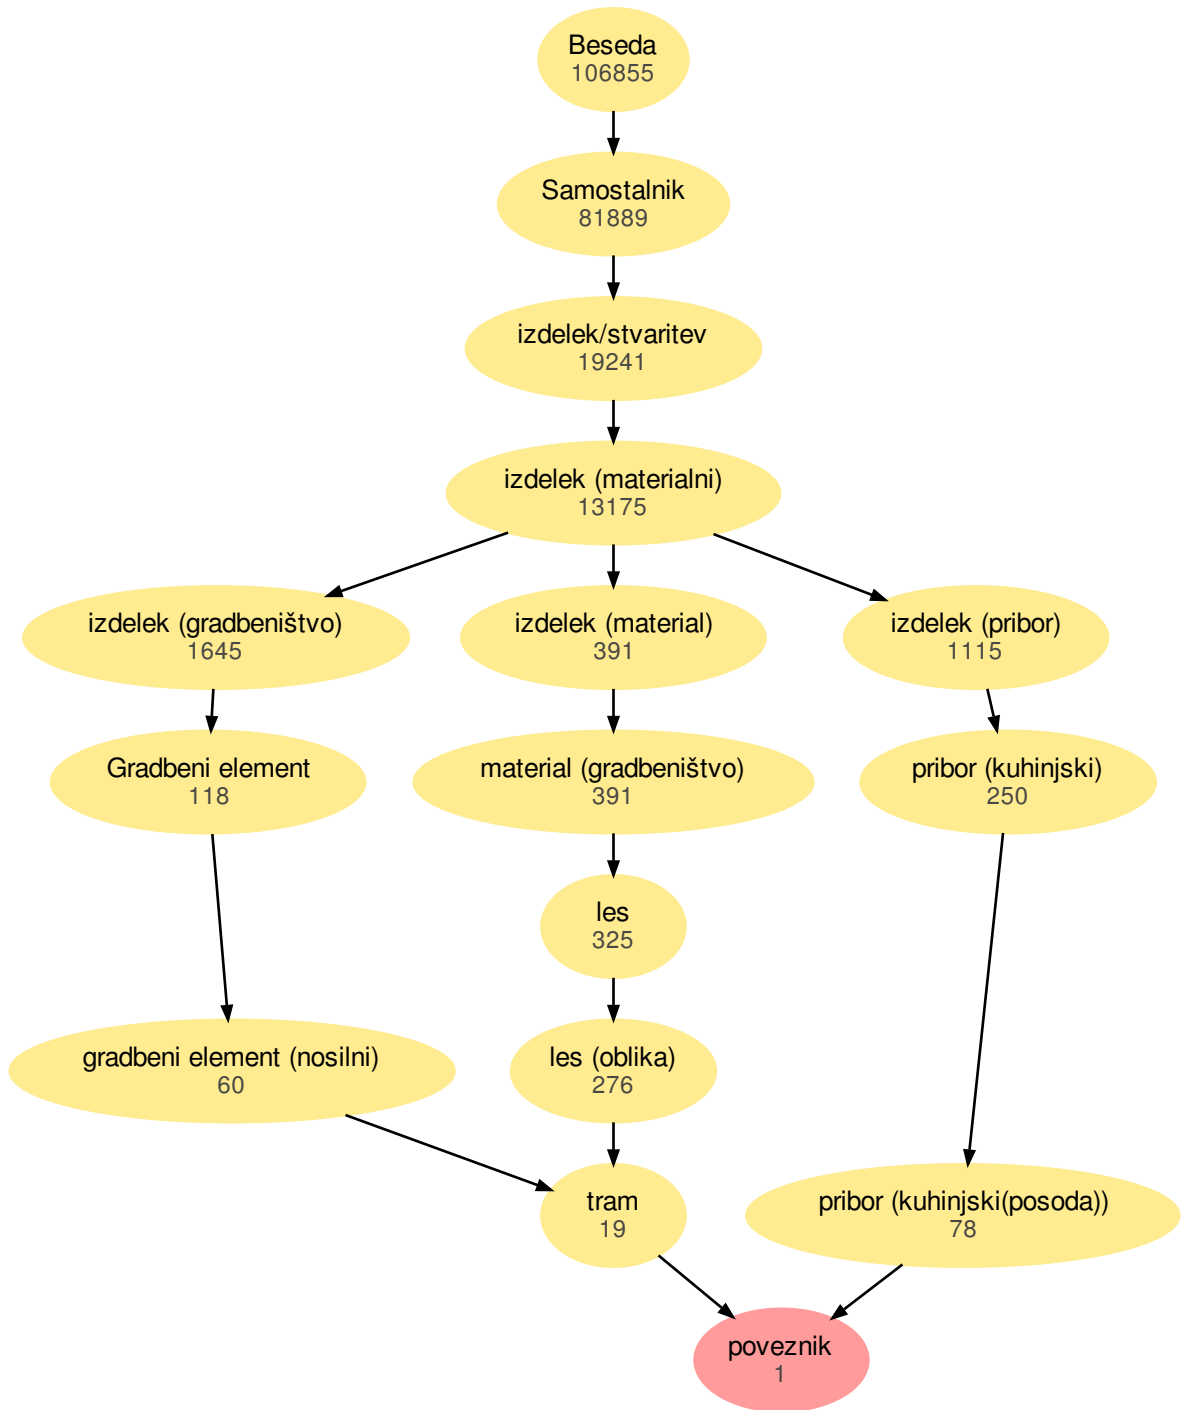 Beseda
106855
Samostalnik
81889
izdelek/stvaritev
19241
izdelek (materialni)
13175
izdelek (gradbeništvo)
1645
izdelek (material)
391
izdelek (pribor)
1115
Gradbeni element
118
material (gradbeništvo)
391
pribor (kuhinjski)
250
les
325
gradbeni element (nosilni)
60
les (oblika)
276
tram
19
pribor (kuhinjski(posoda))
78
poveznik
1